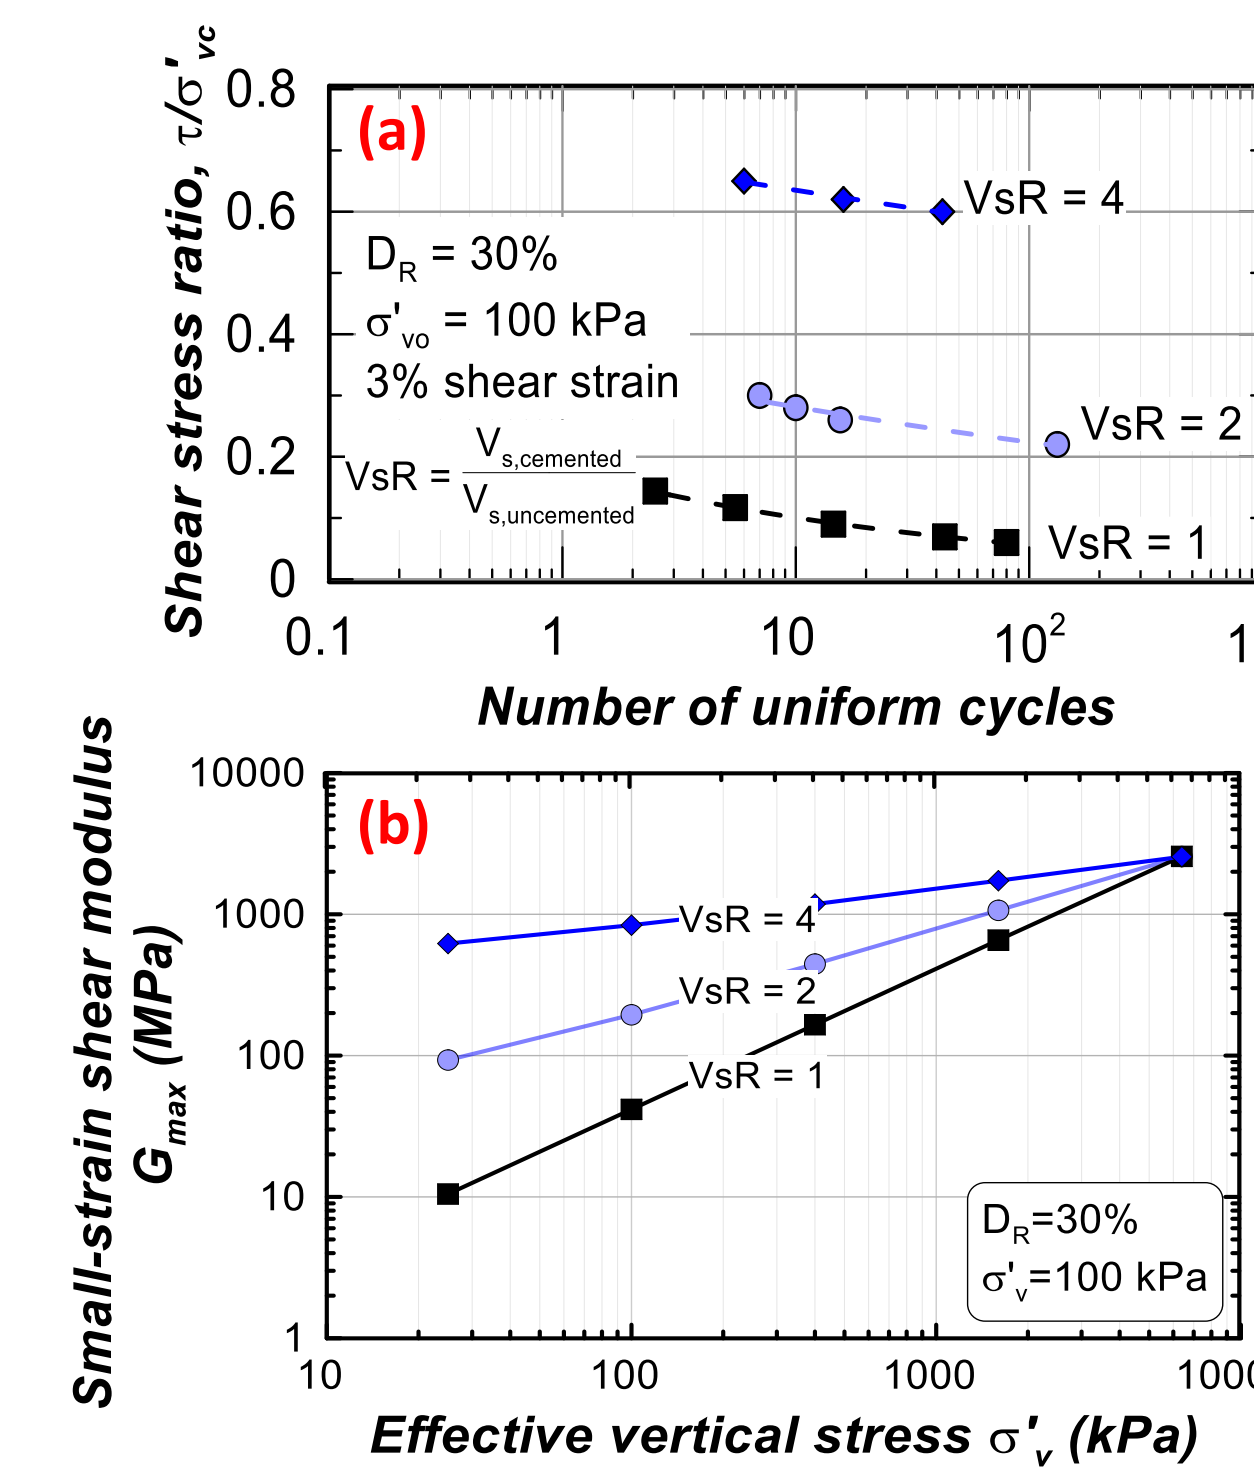 Shear stress ratio, τ/σ'vc
0.8
0.6
0.4
0.2
0
(a)
VsR = 4
DR = 30%
σ'vo = 100 kPa
3% shear strain
VsR = 2
VsR = Vs,cemented
Vs,uncemented
VsR = 1
0.1 1 10 10² 1
Number of uniform cycles
Small-strain shear modulus
Gmax (MPa)
10000
1000
100
10
1
(b)
VsR = 4
VsR = 2
VsR = 1
DR=30%
σ'v=100 kPa
10 100 1000 1000
Effective vertical stress σ'v (kPa)